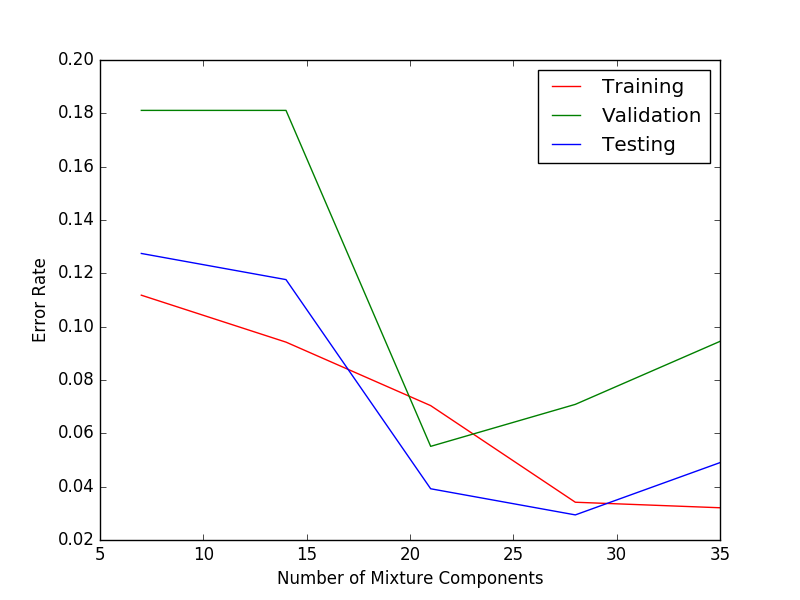 0.20
0.18
0.16
0.14
0.12
0.10
0.08
0.06
0.04
0.02
Error Rate
Training
Validation
Testing
5 10 15 20 25 30 35
Number of Mixture Components